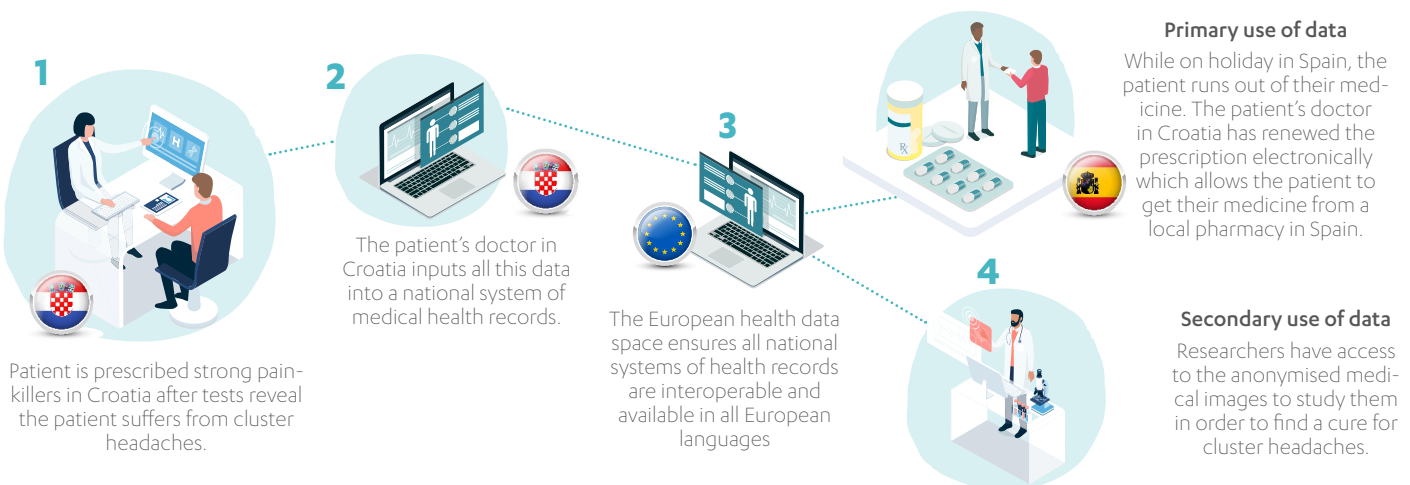 1
Patient is prescribed strong pain-
killers in Croatia after tests reveal
the patient suffers from cluster
headaches.
2
The patient's doctor in
Croatia inputs all this data
into a national system of
medical health records.
3
The European health data
space ensures all national
systems of health records
are interoperable and
available in all European
languages
Primary use of data
While on holiday in Spain, the
patient runs out of their med-
icine. The patient's doctor
in Croatia has renewed the
prescription electronically
which allows the patient to
get their medicine from a
local pharmacy in Spain.
4
Secondary use of data
Researchers have access
to the anonymised medi-
cal images to study them
in order to find a cure for
cluster headaches.
H
℞